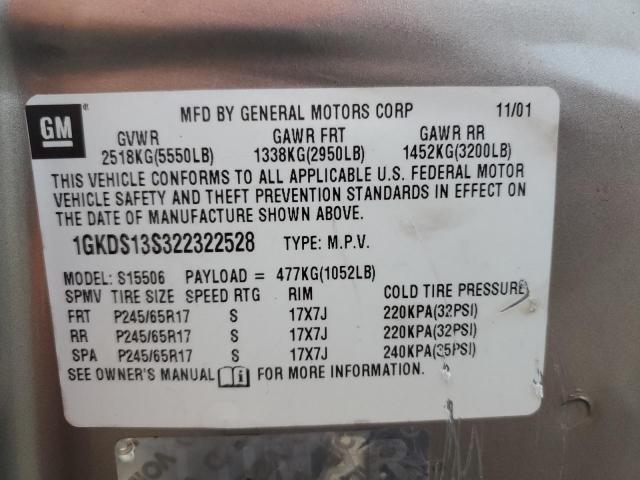 GM ® MFD BY GENERAL MOTORS CORP 11/01
GVWR GAWR FRT GAWR RR
2518KG(5550LB) 1338KG(2950LB) 1452KG(3200LB)
THIS VEHICLE CONFORMS TO ALL APPLICABLE U.S. FEDERAL MOTOR
VEHICLE SAFETY AND THEFT PREVENTION STANDARDS IN EFFECT ON
THE DATE OF MANUFACTURE SHOWN ABOVE.
1GKDS13S322322528 TYPE: M.P.V.
MODEL: S15506 PAYLOAD = 477KG(1052LB)
SPMV TIRE SIZE SPEED RTG RIM COLD TIRE PRESSURE
FRT P245/65R17 S 17X7J 220KPA(32PSI)
RR P245/65R17 S 17X7J 220KPA(32PSI)
SPA P245/65R17 S 17X7J 240KPA(35PSI)
SEE OWNER'S MANUAL i FOR MORE INFORMATION.